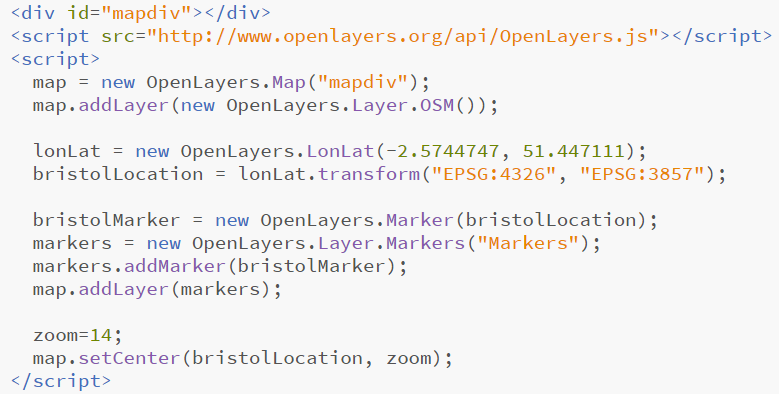 <div id="mapdiv"></div>
<script src="http://www.openlayers.org/api/OpenLayers.js"></script>
<script>
  map = new OpenLayers.Map("mapdiv");
  map.addLayer(new OpenLayers.Layer.OSM());

  lonLat = new OpenLayers.LonLat(-2.5744747, 51.447111);
  bristolLocation = lonLat.transform("EPSG:4326", "EPSG:3857");

  bristolMarker = new OpenLayers.Marker(bristolLocation);
  markers = new OpenLayers.Layer.Markers("Markers");
  markers.addMarker(bristolMarker);
  map.addLayer(markers);

  zoom=14;
  map.setCenter(bristolLocation, zoom);
</script>